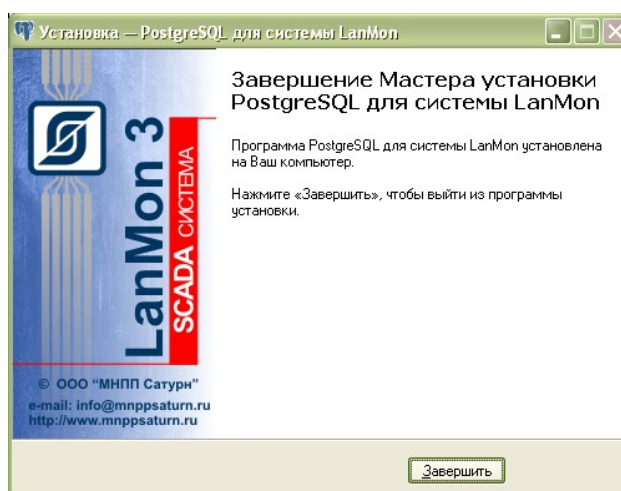 Установка — PostgreSQL для системы LanMon
LanMon 3
SCADA СИСТЕМА
© ООО “МНПП Сатурн”
e-mail: info@mnppsaturn.ru
http://www.mnppsaturn.ru
Завершение Мастера установки
PostgreSQL для системы LanMon
Программа PostgreSQL для системы LanMon установлена
на Ваш компьютер.
Нажмите «Завершить», чтобы выйти из программы
установки.
Завершить